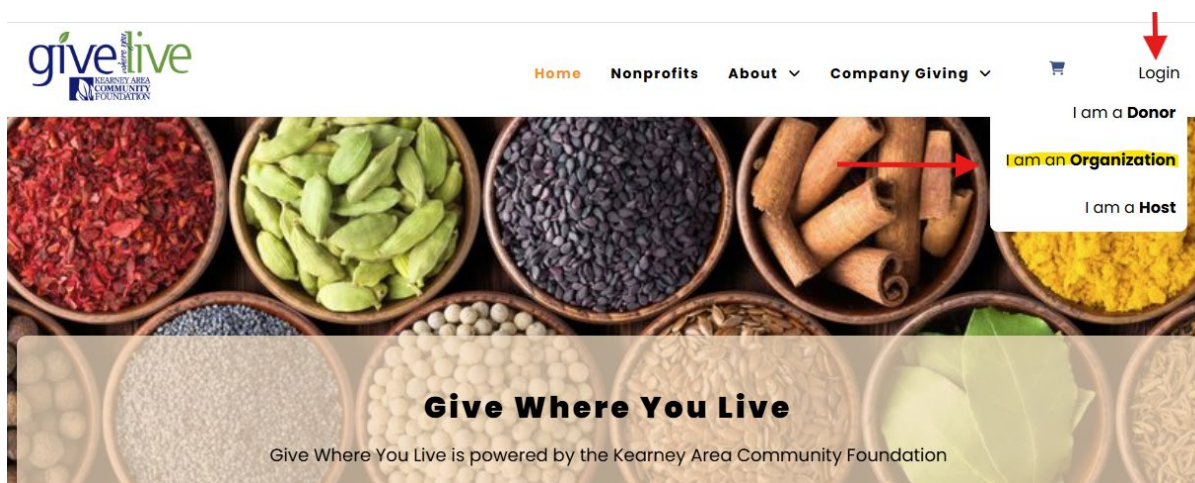 give where you live
KEARNEY AREA
COMMUNITY
FOUNDATION
Home Nonprofits About Company Giving Login
I am a Donor
I am an Organization
I am a Host
Give Where You Live
Give Where You Live is powered by the Kearney Area Community Foundation